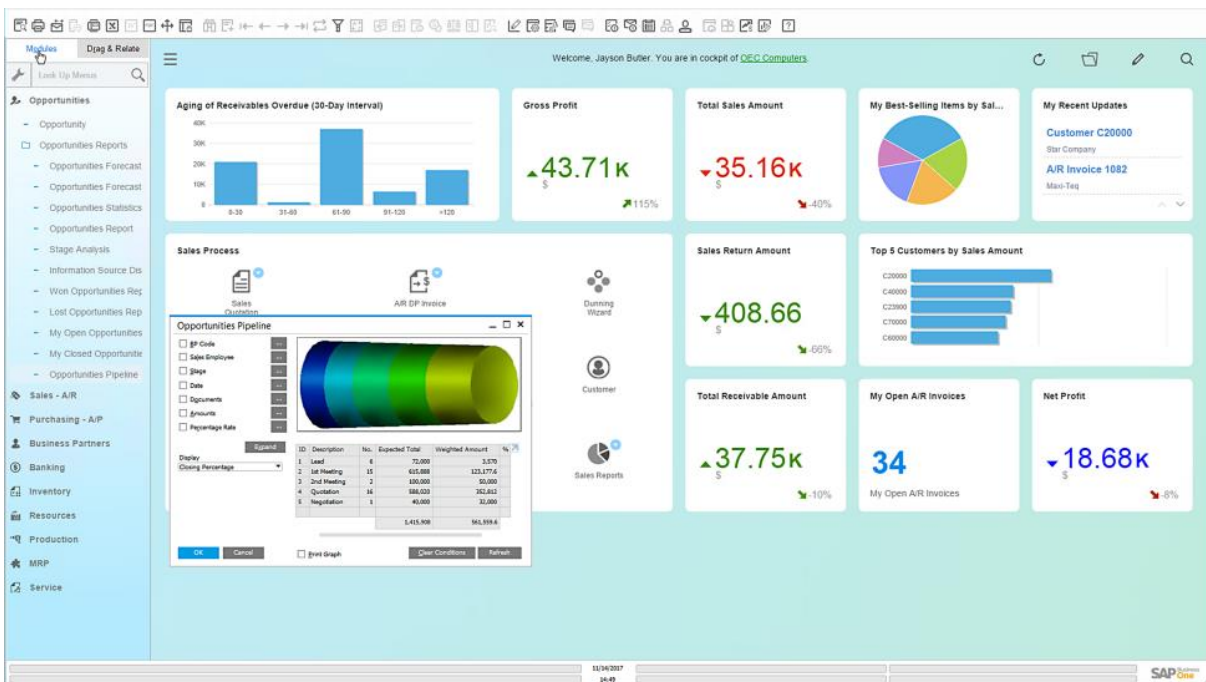 Modules
Drag & Relate
Welcome, Jayson Butler. You are in cockpit of OEC Computers.
Look Up Menus
Opportunities
Opportunity
Opportunities Reports
Opportunities Forecast
Opportunities Forecast
Opportunities Statistics
Opportunities Report
Stage Analysis
Information Source Dis
Won Opportunities Rep
Lost Opportunities Rep
My Open Opportunities
My Closed Opportunitie
Opportunities Pipeline
Sales - A/R
Purchasing - A/P
Business Partners
Banking
Inventory
Resources
Production
MRP
Service
Aging of Receivables Overdue (30-Day Interval)
40K
30K
20K
10K
0
0-30 31-60 61-90 91-120 >120
Gross Profit
43.71K
$
115%
Total Sales Amount
35.16K
$
-40%
My Best-Selling Items by Sal...
My Recent Updates
Customer C20000
Star Company
A/R Invoice 1082
Maxi-Teq
Sales Process
Sales
Quotation
A/R DP Invoice
Dunning
Wizard
Customer
Sales Reports
Sales Return Amount
408.66
$
-66%
Top 5 Customers by Sales Amount
C20000
C40000
C23900
C70000
C60000
Total Receivable Amount
37.75K
$
-10%
My Open A/R Invoices
34
My Open A/R Invoices
Net Profit
18.68K
$
-8%
Opportunities Pipeline
BP Code
Sales Employee
Stage
Date
Documents
Amounts
Percentage Rate
Expand
Display
Closing Percentage
ID Description No. Expected Total Weighted Amount %
1 Lead 6 72,000 3,570
2 1st Meeting 15 615,888 123,177.6
3 2nd Meeting 2 100,000 50,000
4 Quotation 16 588,020 352,812
5 Negotiation 1 40,000 32,000
1,415,908 561,559.6
OK
Cancel
Print Graph
Clear Conditions
Refresh
11/14/2017
14:49
SAP Business
One